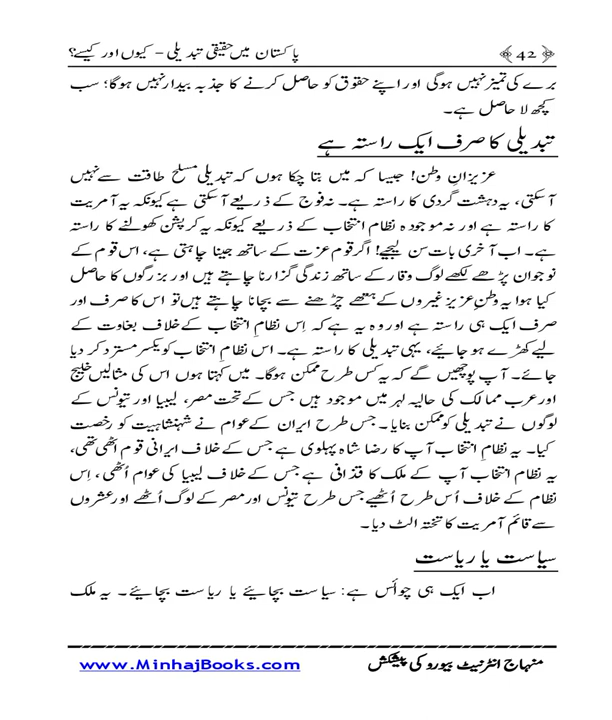 ﴿42﴾ پاکستان میں حقیقی تبدیلی – کیوں اور کیسے؟
برے کی تمیز نہیں ہوگی اور اپنے حقوق کو حاصل کرنے کا جذبہ بیدار نہیں ہوگا؛ سب
کچھ لا حاصل ہے۔
تبدیلی کا صرف ایک راستہ ہے
عزیزانِ وطن! جیسا کہ میں بتا چکا ہوں کہ تبدیلی مسلح طاقت سے نہیں
آسکتی، یہ دہشت گردی کا راستہ ہے۔ نہ فوج کے ذریعے آسکتی ہے کیونکہ یہ آمریت
کا راستہ ہے اور نہ موجودہ نظام انتخاب کے ذریعے کیونکہ یہ کرپشن کھولنے کا راستہ
ہے۔ اب آخری بات سن لیجیے! اگر قوم عزت کے ساتھ جینا چاہتی ہے، اس قوم کے
نوجوان پڑھے لکھے لوگ وقار کے ساتھ زندگی گزارنا چاہتے ہیں اور بزرگوں کا حاصل
کیا ہوا یہ وطنِ عزیز غیروں کے ہتھے چڑھنے سے بچانا چاہتے ہیں تو اس کا صرف اور
صرف ایک ہی راستہ ہے اور وہ یہ ہے کہ اِس نظامِ انتخاب کے خلاف بغاوت کے
لیے کھڑے ہو جائیے، یہی تبدیلی کا راستہ ہے۔ اس نظامِ انتخاب کو یکسر مسترد کر دیا
جائے۔ آپ پوچھیں گے کہ یہ کس طرح ممکن ہوگا۔ میں کہتا ہوں اس کی مثالیں خلیج
اور عرب ممالک کی حالیہ لہر میں موجود ہیں جس کے تحت مصر، لیبیا اور تیونس کے
لوگوں نے تبدیلی کو ممکن بنایا۔ جس طرح ایران کے عوام نے شہنشاہیت کو رخصت
کیا۔ یہ نظامِ انتخاب آپ کا رضا شاہ پہلوی ہے جس کے خلاف ایرانی قوم اٹھی تھی،
یہ نظام انتخاب آپ کے ملک کا قذافی ہے جس کے خلاف لیبیا کی عوام اُٹھی، اِس
نظام کے خلاف اُس طرح اُٹھیے جس طرح تیونس اور مصر کے لوگ اُٹھے اور عشروں
سے قائم آمریت کا تختہ الٹ دیا۔
سیاست یا ریاست
اب ایک ہی چوائس ہے: سیاست بچائیے یا ریاست بچائیے۔ یہ ملک
منہاج انٹرنیٹ بیورو کی پیشکش www.MinhajBooks.com